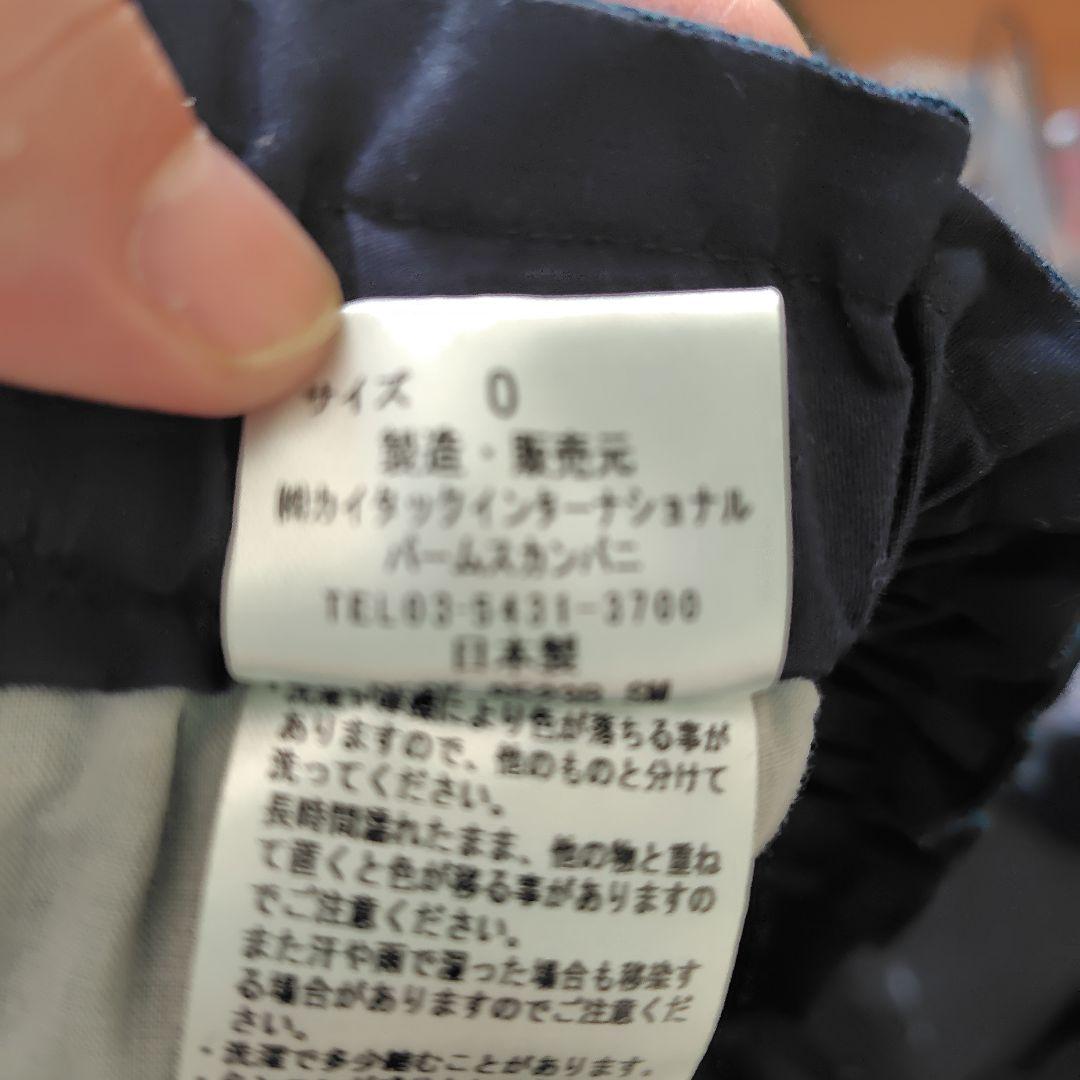 サイズ 0
製造・販売元
㈱カイタックインターナショナル
パームスカンパニ
TEL03-5431-3700
日本製
により色が落ちる事が
ありますので、他のものと分けて
洗ってください。
長時間濡れたまま、他の物と重ね
て置くと色が移る事がありますの
でご注意ください。
また汗や雨で湿った場合も移染す
る場合がありますのでご注意くだ
さい。
・洗濯で多少縮むことがあります。